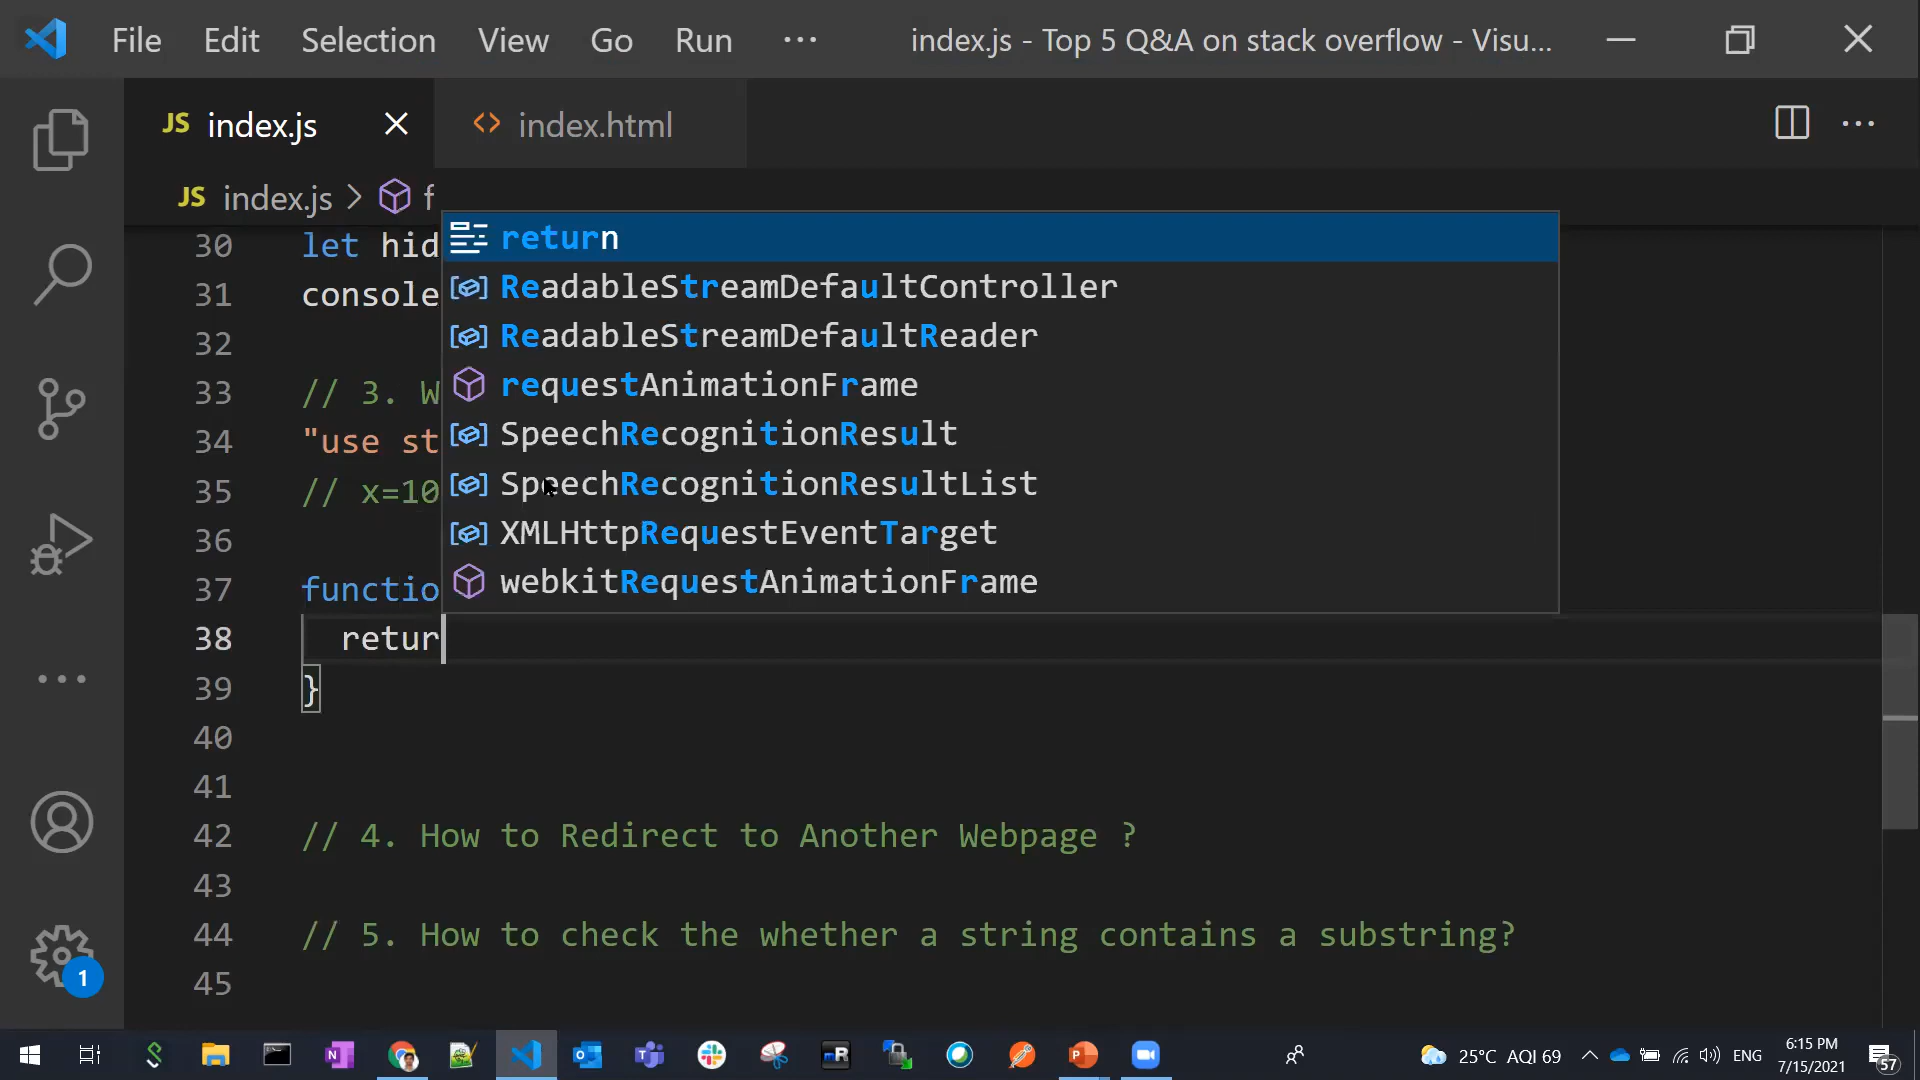 File Edit Selection View Go Run ··· index.js - Top 5 Q&A on stack overflow - Visu...
JS index.js index.html
JS index.js > f
30 let hid
31 console
32
33 // 3. W
34 "use st
35 // x=10
36
37 functio
38 retur
39 }
40
41
42 // 4. How to Redirect to Another Webpage ?
43
44 // 5. How to check the whether a string contains a substring?
45
return
ReadableStreamDefaultController
ReadableStreamDefaultReader
requestAnimationFrame
SpeechRecognitionResult
SpeechRecognitionResultList
XMLHttpRequestEventTarget
webkitRequestAnimationFrame
1
25°C AQI 69 ENG
6:15 PM
7/15/2021
57